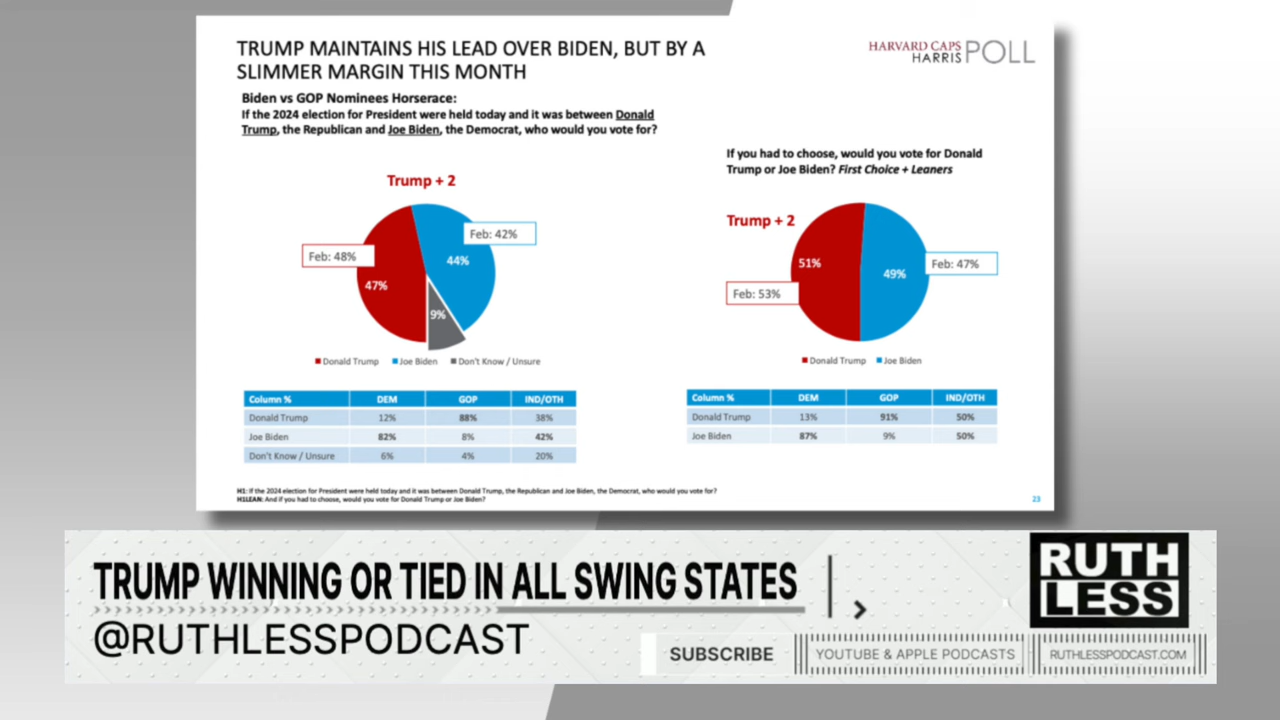 TRUMP MAINTAINS HIS LEAD OVER BIDEN, BUT BY A
SLIMMER MARGIN THIS MONTH
HARVARD CAPS
HARRIS POLL
Biden vs GOP Nominees Horserace:
If the 2024 election for President were held today and it was between Donald
Trump, the Republican and Joe Biden, the Democrat, who would you vote for?
Trump + 2
Feb: 42%
Feb: 48%
44%
47%
9%
Donald Trump Joe Biden Don't Know / Unsure
Column % DEM GOP IND/OTH
Donald Trump 12% 88% 38%
Joe Biden 82% 8% 42%
Don't Know / Unsure 6% 4% 20%
If you had to choose, would you vote for Donald
Trump or Joe Biden? First Choice + Leaners
Trump + 2
51%
Feb: 47%
49%
Feb: 53%
Donald Trump Joe Biden
Column % DEM GOP IND/OTH
Donald Trump 13% 91% 50%
Joe Biden 87% 9% 50%
H1: If the 2024 election for President were held today and it was between Donald Trump, the Republican and Joe Biden, the Democrat, who would you vote for?
H1LEAN: And if you had to choose, would you vote for Donald Trump or Joe Biden?
23
TRUMP WINNING OR TIED IN ALL SWING STATES
@RUTHLESSPODCAST
RUTH
LESS
SUBSCRIBE
YOUTUBE & APPLE PODCASTS
RUTHLESSPODCAST.COM